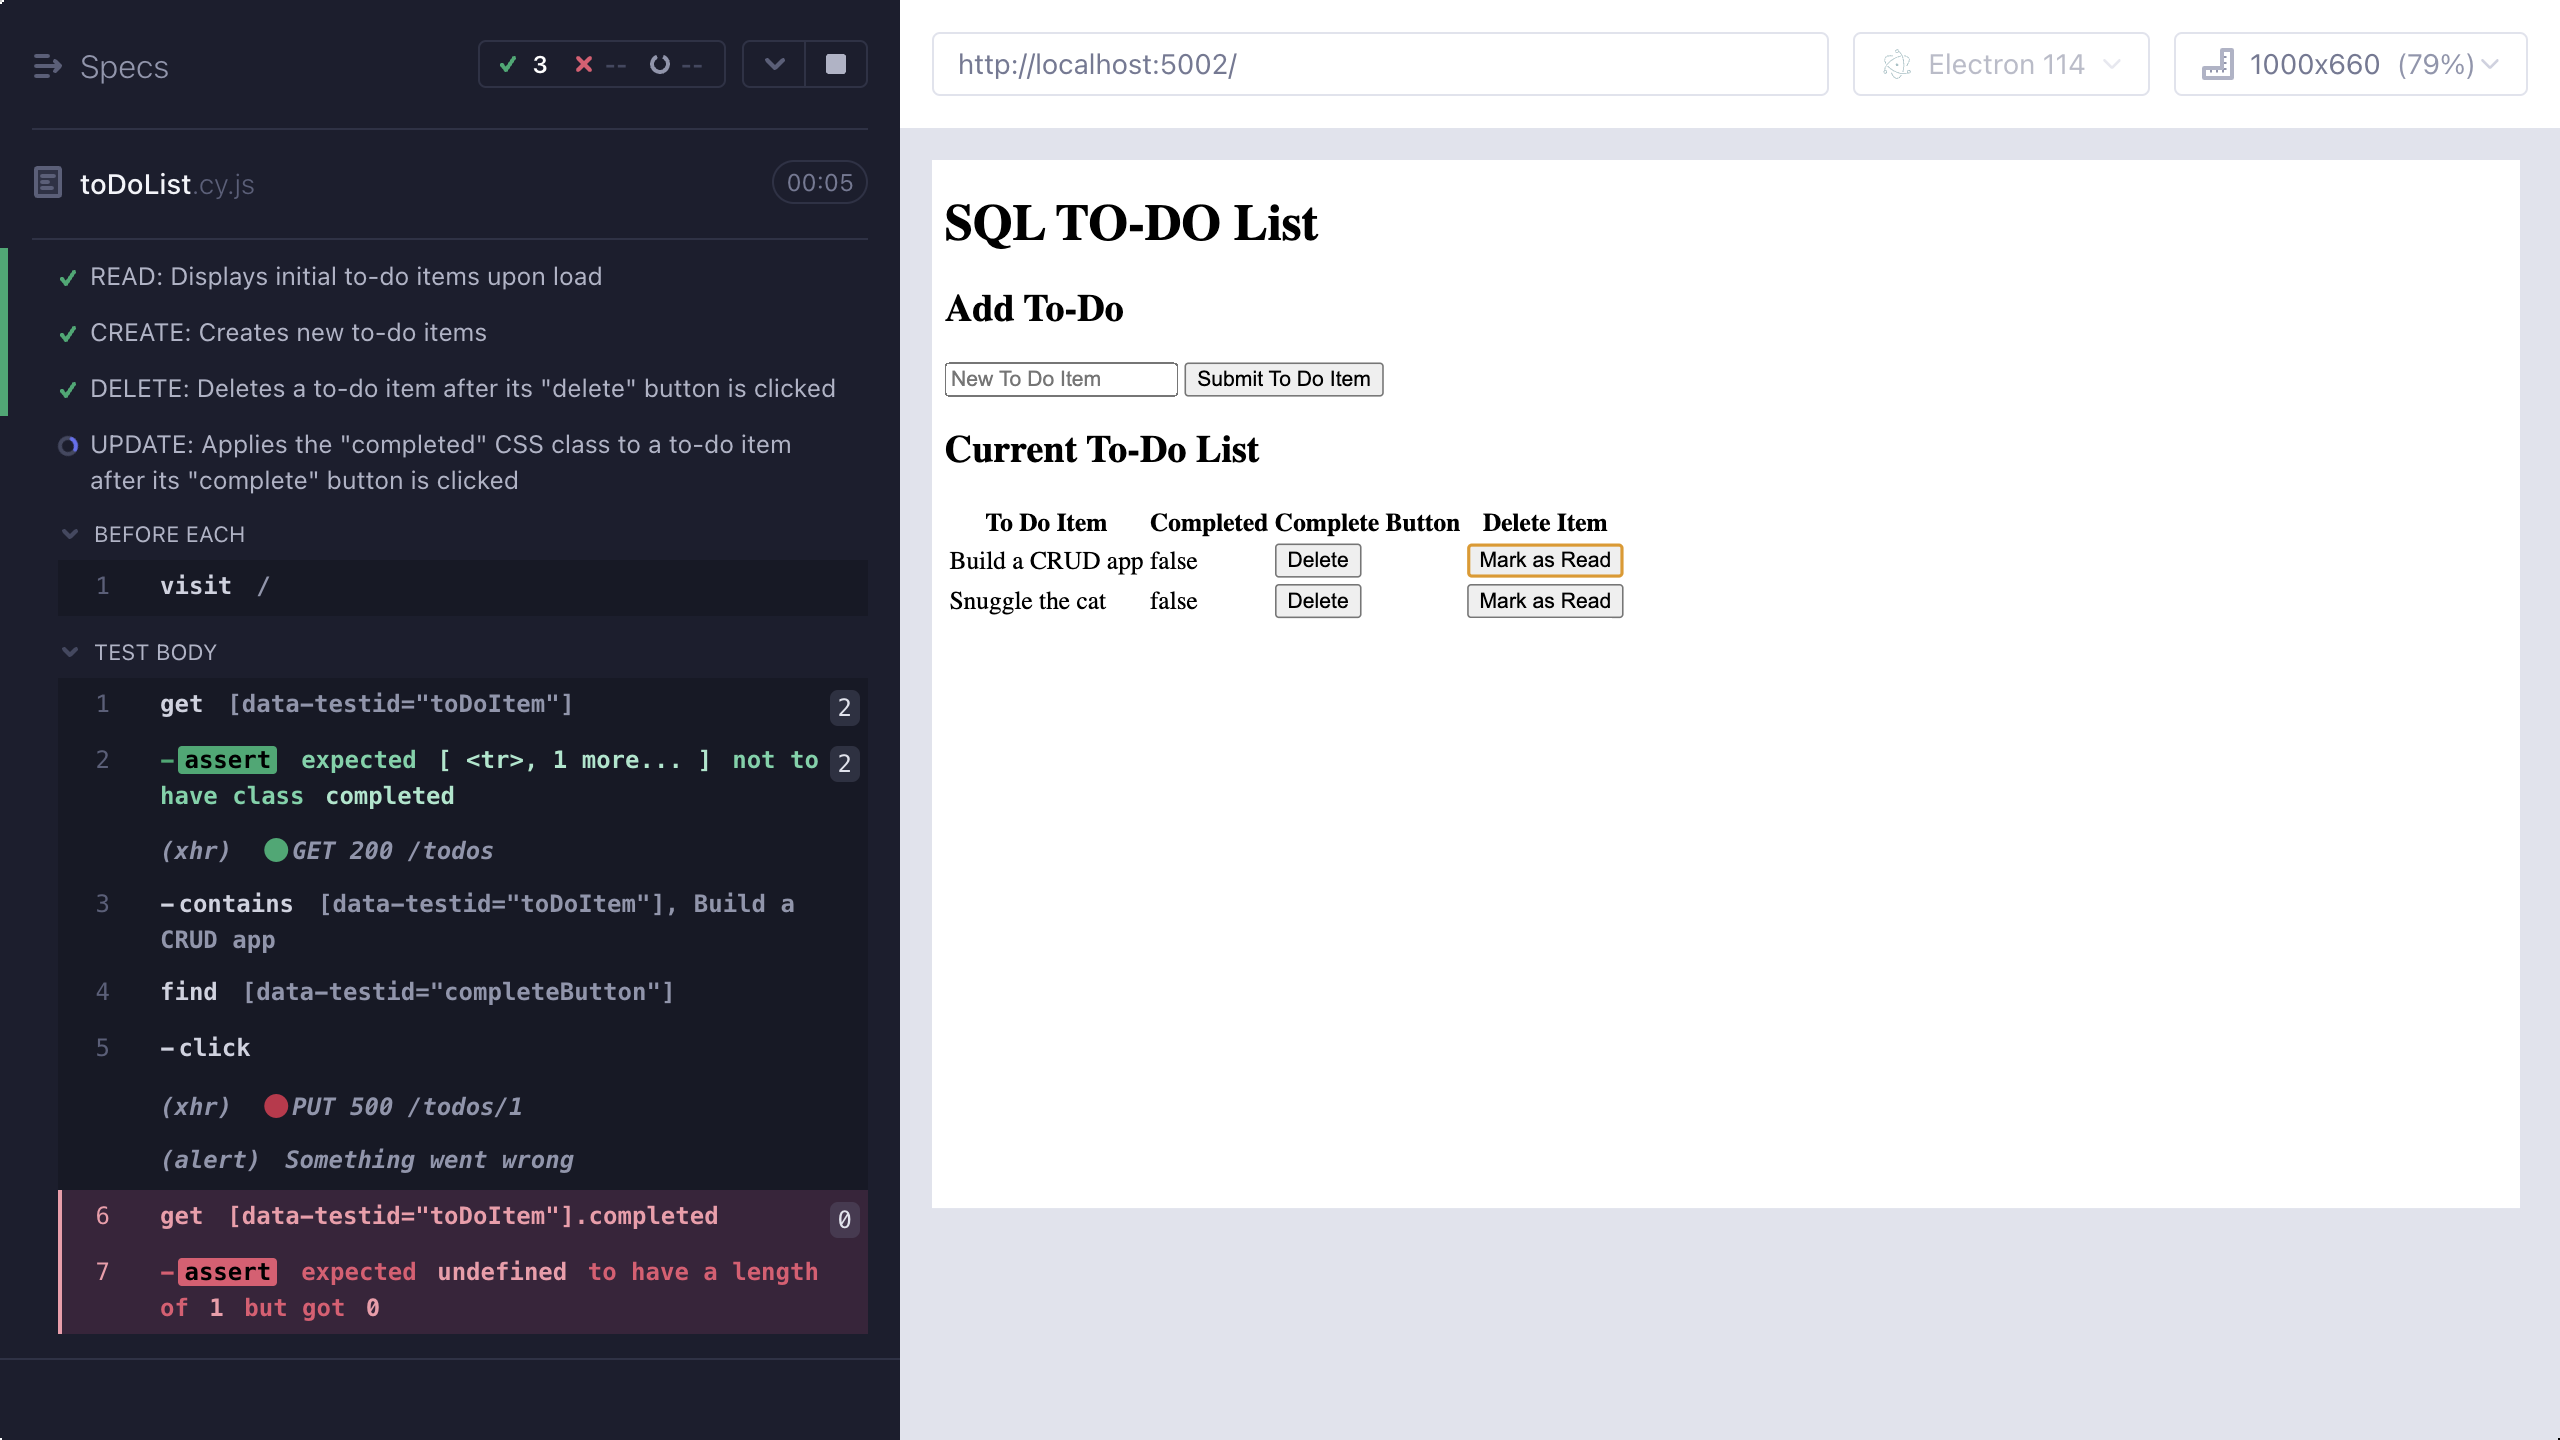 Specs
3 -- --
toDoList.cy.js
00:05
READ: Displays initial to-do items upon load
CREATE: Creates new to-do items
DELETE: Deletes a to-do item after its "delete" button is clicked
UPDATE: Applies the "completed" CSS class to a to-do item
after its "complete" button is clicked
BEFORE EACH
1 visit /
TEST BODY
1 get [data-testid="toDoItem"] 2
2 -assert expected [ <tr>, 1 more... ] not to 2
have class completed
(xhr) GET 200 /todos
3 -contains [data-testid="toDoItem"], Build a
CRUD app
4 find [data-testid="completeButton"]
5 -click
(xhr) PUT 500 /todos/1
(alert) Something went wrong
6 get [data-testid="toDoItem"].completed 0
7 -assert expected undefined to have a length
of 1 but got 0
http://localhost:5002/
Electron 114
1000x660 (79%)
SQL TO-DO List
Add To-Do
New To Do Item Submit To Do Item
Current To-Do List
To Do Item Completed Complete Button Delete Item
Build a CRUD app false Delete Mark as Read
Snuggle the cat false Delete Mark as Read